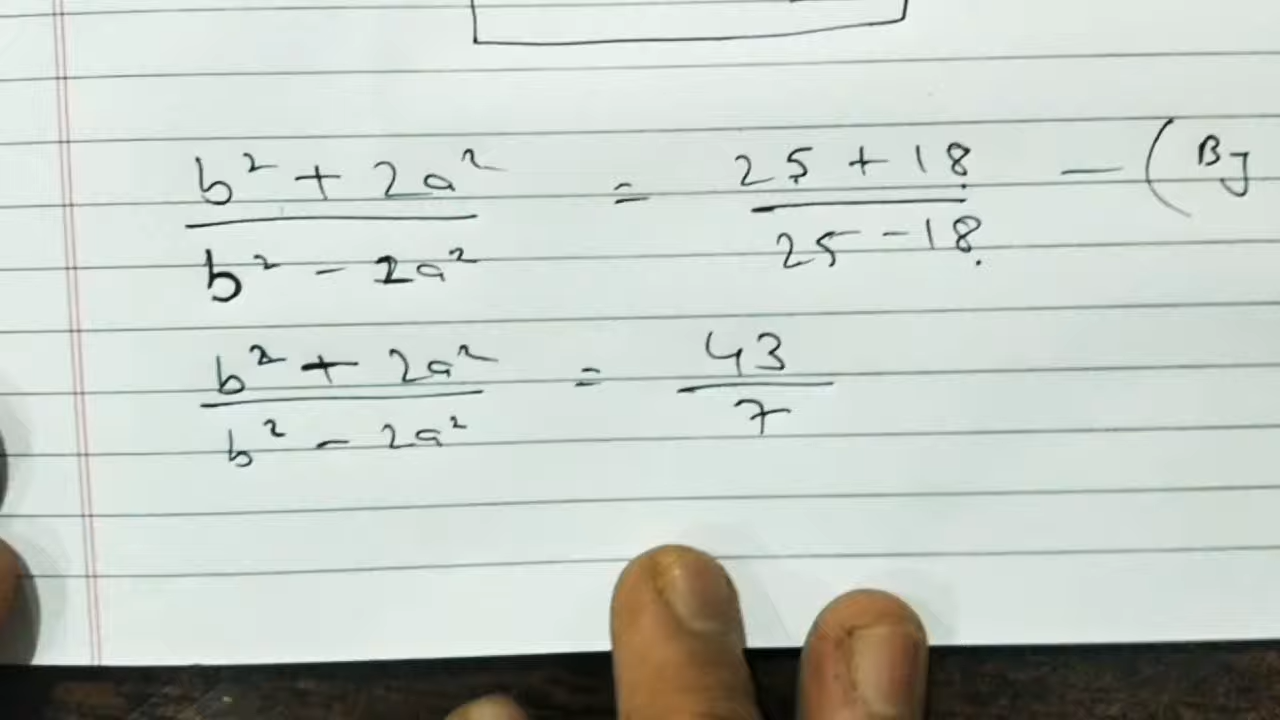 b² + 2a² / b² - 2a² = 25 + 18 / 25 - 18 — (By
b² + 2a² / b² - 2a² = 43 / 7